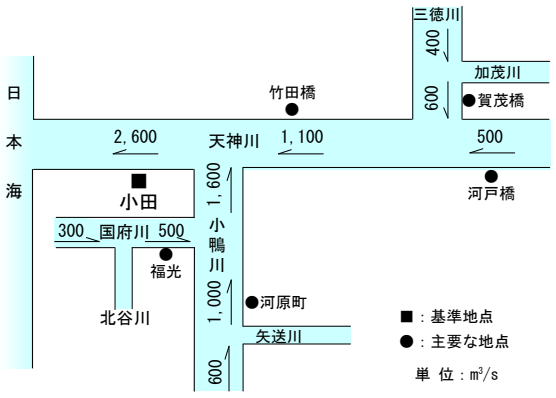 三徳川
400
加茂川
600
賀茂橋
竹田橋
日本海
2,600
天神川
1,100
500
河戸橋
1,600
小田
小鴨川
300
国府川
500
福光
北谷川
1,000
河原町
矢送川
600
■：基準地点
●：主要な地点
単 位：m³/s